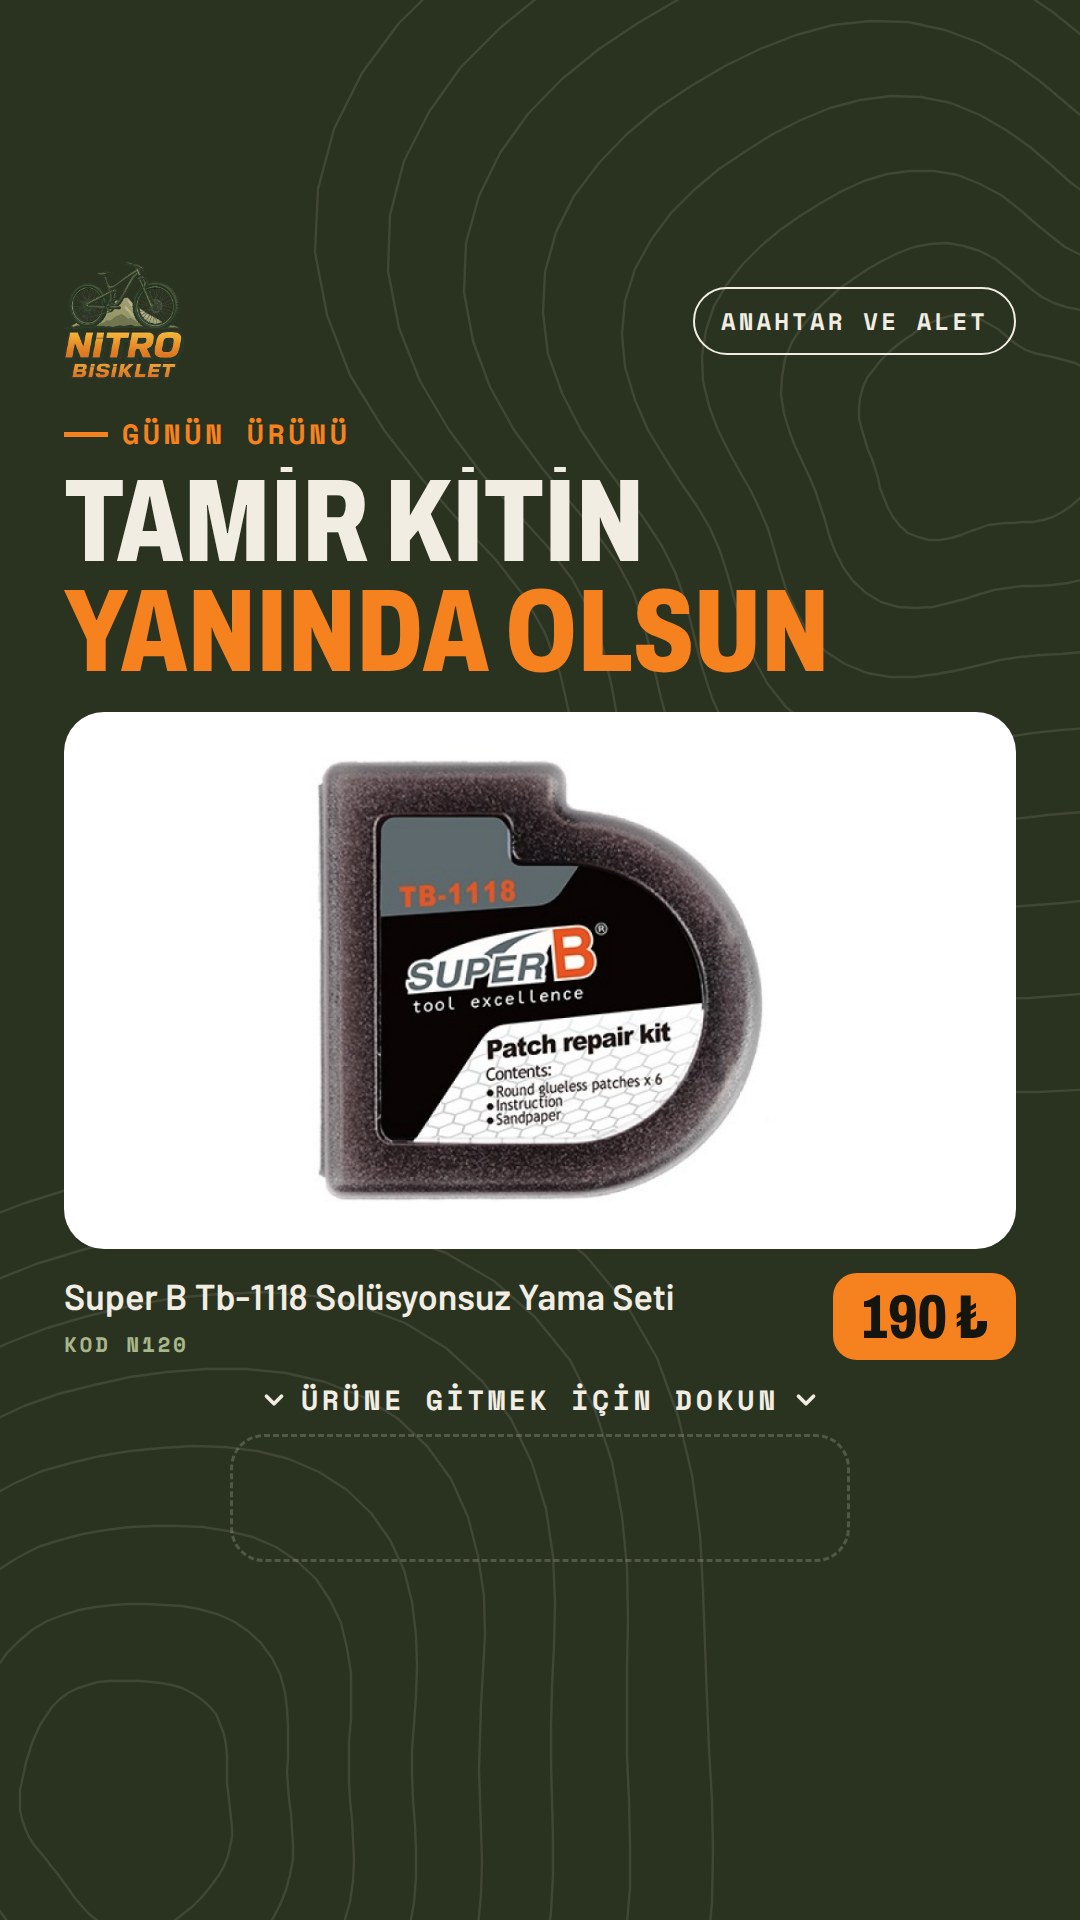 NiTRO
BiSiKLET
ANAHTAR VE ALET
GÜNÜN ÜRÜNÜ
TAMİR KİTİN
YANINDA OLSUN
TB-1118
SUPER B®
tool excellence
Patch repair kit
Contents:
•Round glueless patches x 6
•Instruction
•Sandpaper
Super B Tb-1118 Solüsyonsuz Yama Seti
190 ₺
KOD N120
ÜRÜNE GİTMEK İÇİN DOKUN